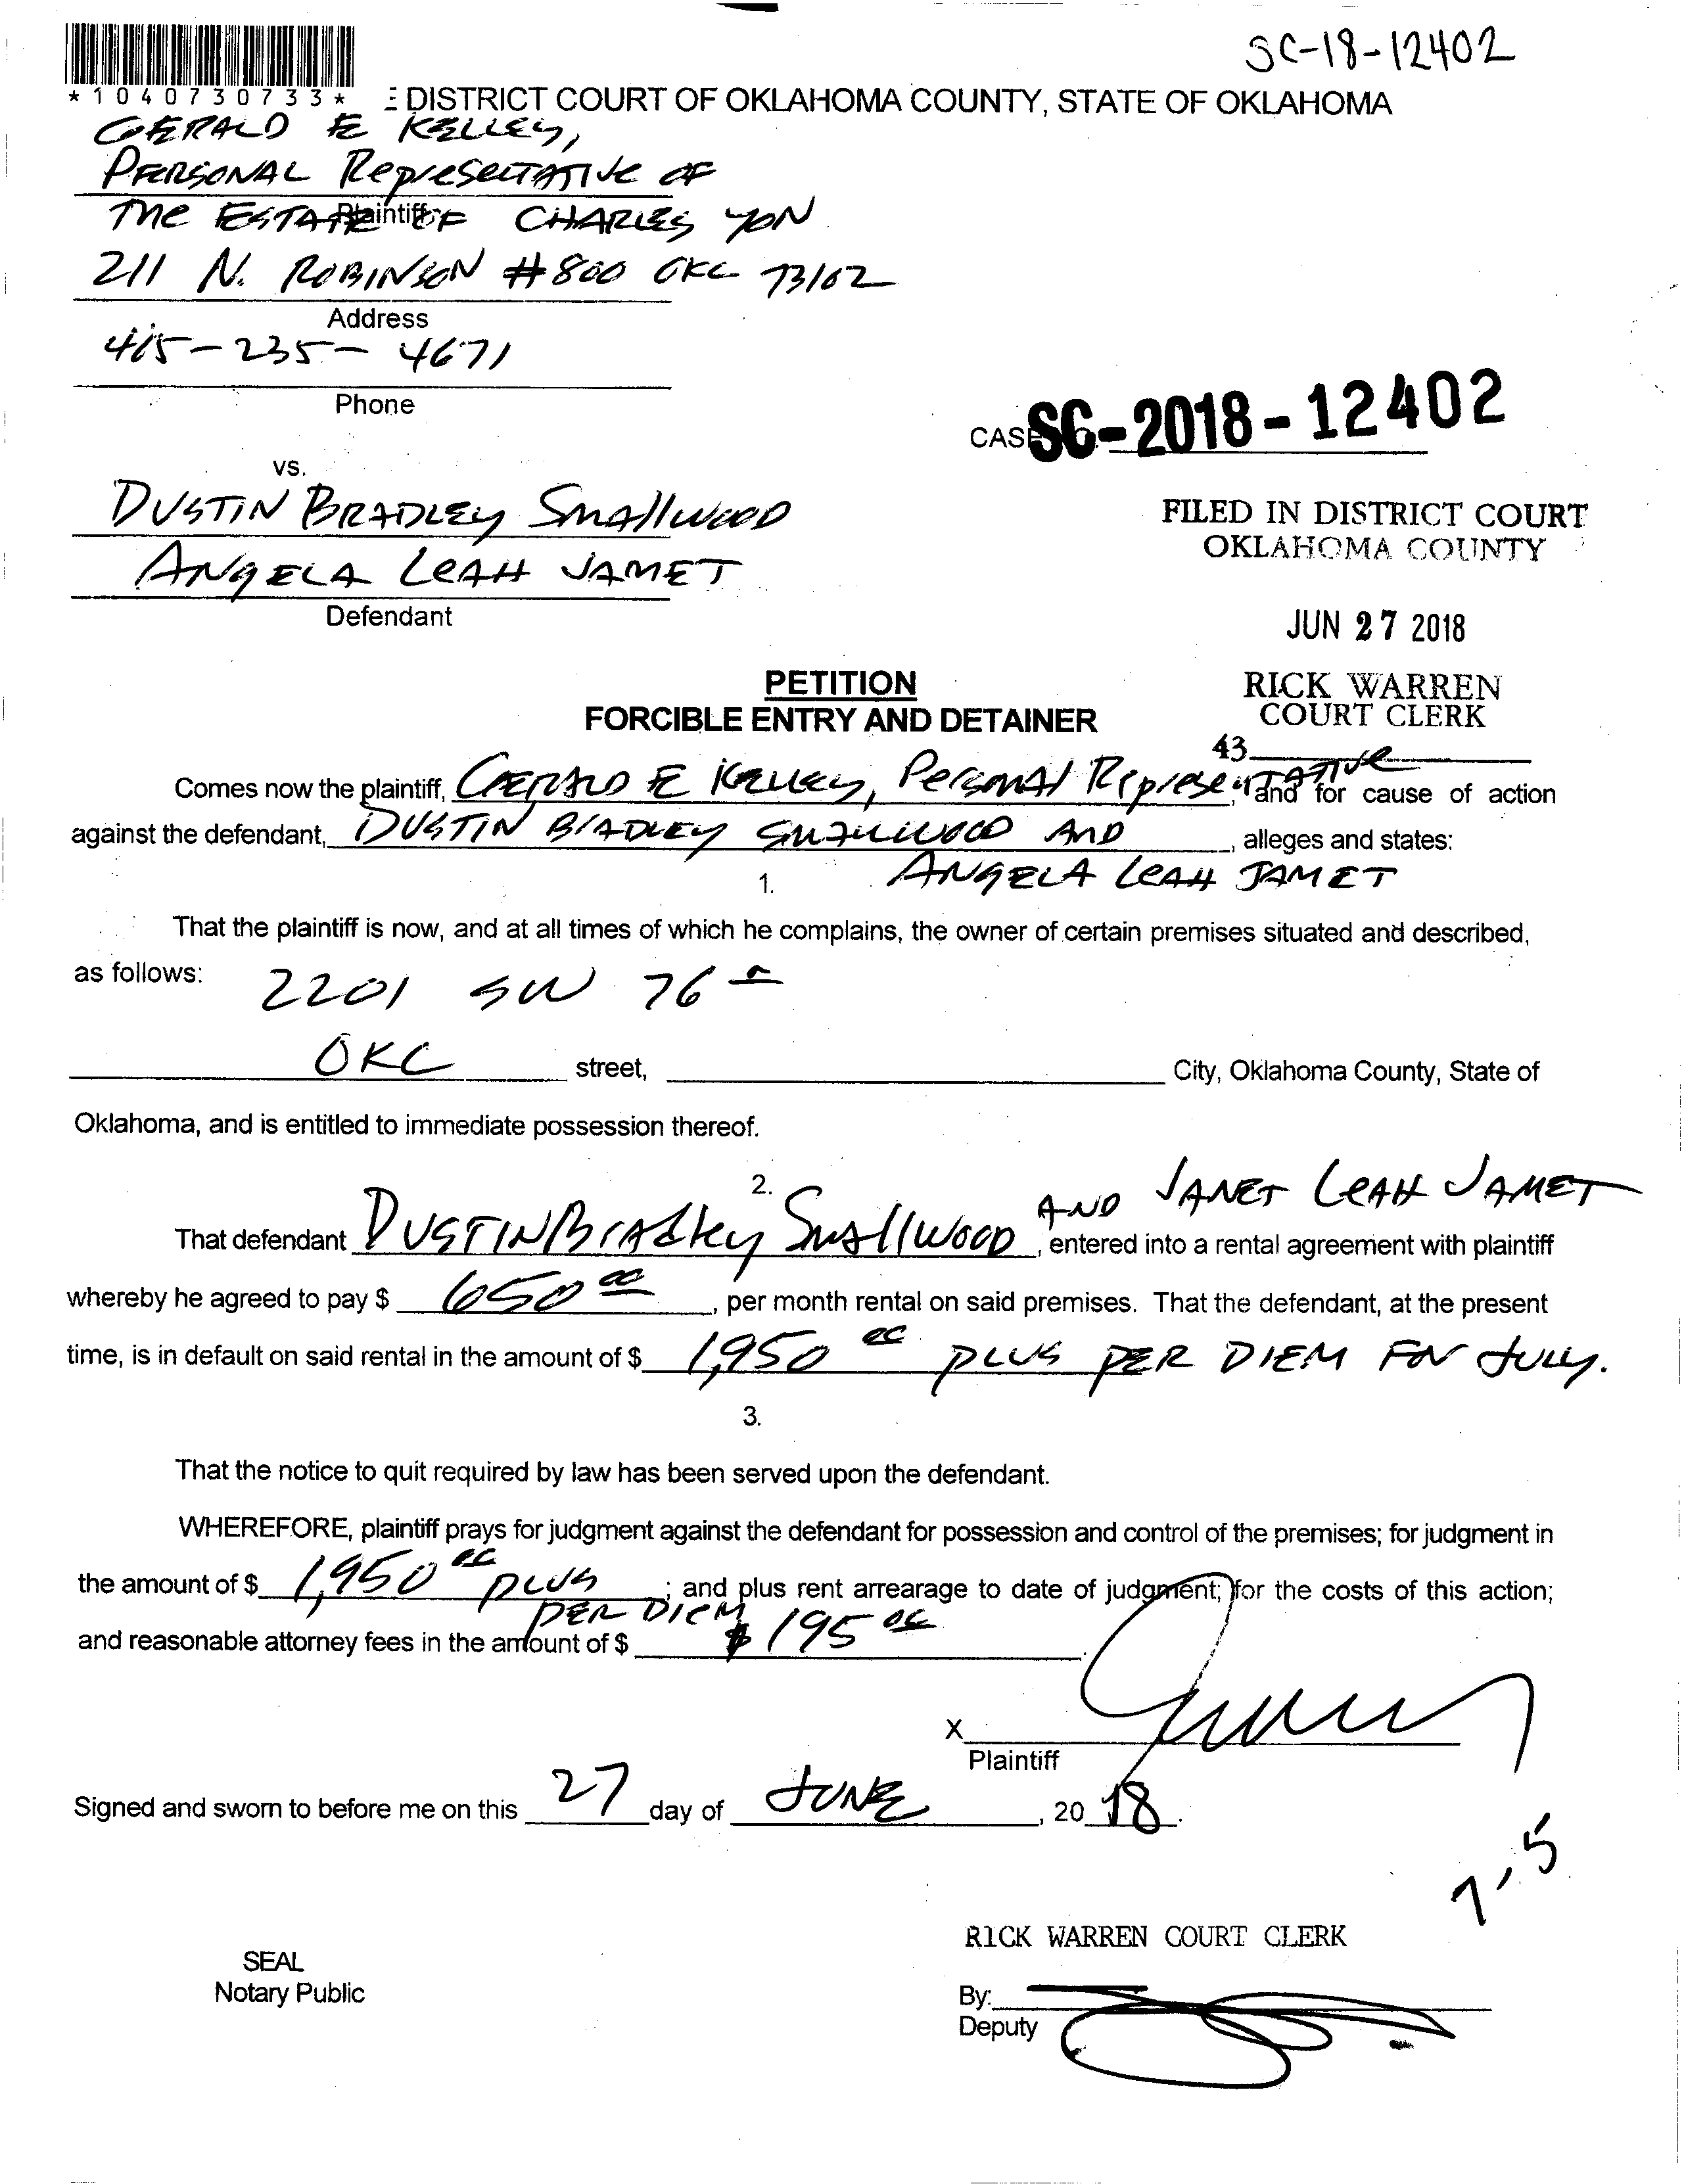 SC-18-12402
*1040730733*
E DISTRICT COURT OF OKLAHOMA COUNTY, STATE OF OKLAHOMA
GERALD E KELLEY,
PERSONAL RepreseNTATIVe OF
The ESTATE OF CHARLES YON
Plaintiff
211 N. ROBINSON #800 OKC 73102
Address
415-235-4671
Phone
CAS SC-2018-12402
vs.
DUSTIN BRADLEY Smallwood
ANGELA LEAH JAMET
Defendant
FILED IN DISTRICT COURT
OKLAHOMA COUNTY
JUN 27 2018
RICK WARREN
COURT CLERK
43
PETITION
FORCIBLE ENTRY AND DETAINER
Comes now the plaintiff, GERALD E KELLEY, Personal Representative, and for cause of action
against the defendant, DUSTIN BRADLEY SMALLWOOD AND, alleges and states:
ANGELA LEAH JAMET
1.
That the plaintiff is now, and at all times of which he complains, the owner of certain premises situated and described,
as follows: 2201 SW 76
OKC street, City, Oklahoma County, State of
Oklahoma, and is entitled to immediate possession thereof.
2.
AND JANET LEAH JAMET
That defendant DUSTIN Bradley Smallwood, entered into a rental agreement with plaintiff
whereby he agreed to pay $ 650 00, per month rental on said premises. That the defendant, at the present
time, is in default on said rental in the amount of $ 1,950 00 PLUS PER DIEM FOR JULY.
3.
That the notice to quit required by law has been served upon the defendant.
WHEREFORE, plaintiff prays for judgment against the defendant for possession and control of the premises; for judgment in
the amount of $ 1,950 00 PLUS; and plus rent arrearage to date of judgment; for the costs of this action;
PER DIEM
and reasonable attorney fees in the amount of $ $195 00.
X
Plaintiff
Signed and sworn to before me on this 27 day of JUNE, 20 18.
7-5
RICK WARREN COURT CLERK
SEAL
Notary Public
By:
Deputy